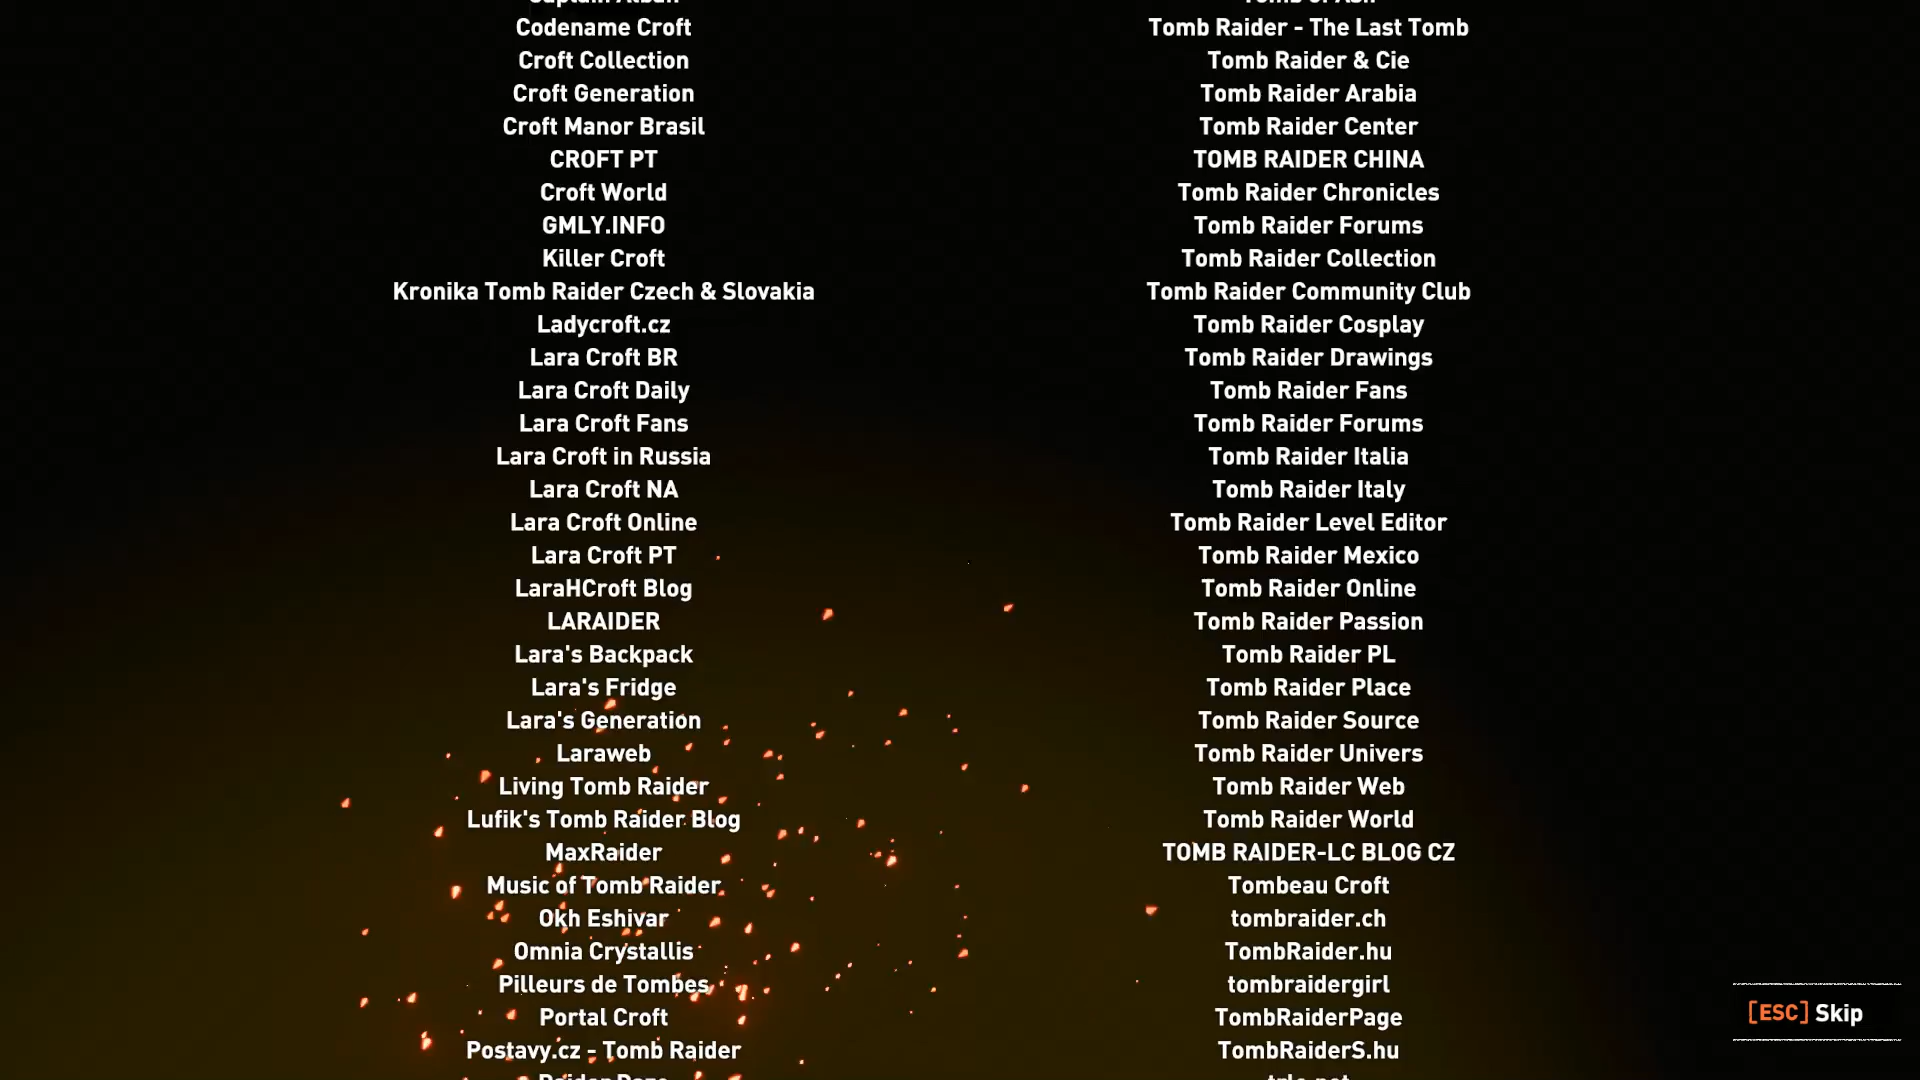 Codename Croft
Croft Collection
Croft Generation
Croft Manor Brasil
CROFT PT
Croft World
GMLY.INFO
Killer Croft
Kronika Tomb Raider Czech & Slovakia
Ladycroft.cz
Lara Croft BR
Lara Croft Daily
Lara Croft Fans
Lara Croft in Russia
Lara Croft NA
Lara Croft Online
Lara Croft PT
LaraHCroft Blog
LARAIDER
Lara's Backpack
Lara's Fridge
Lara's Generation
Laraweb
Living Tomb Raider
Lufik's Tomb Raider Blog
MaxRaider
Music of Tomb Raider
Okh Eshivar
Omnia Crystallis
Pilleurs de Tombes
Portal Croft
Postavy.cz - Tomb Raider
Tomb Raider - The Last Tomb
Tomb Raider & Cie
Tomb Raider Arabia
Tomb Raider Center
TOMB RAIDER CHINA
Tomb Raider Chronicles
Tomb Raider Forums
Tomb Raider Collection
Tomb Raider Community Club
Tomb Raider Cosplay
Tomb Raider Drawings
Tomb Raider Fans
Tomb Raider Forums
Tomb Raider Italia
Tomb Raider Italy
Tomb Raider Level Editor
Tomb Raider Mexico
Tomb Raider Online
Tomb Raider Passion
Tomb Raider PL
Tomb Raider Place
Tomb Raider Source
Tomb Raider Univers
Tomb Raider Web
Tomb Raider World
TOMB RAIDER-LC BLOG CZ
Tombeau Croft
tombraider.ch
TombRaider.hu
tombraidergirl
TombRaiderPage
TombRaiderS.hu
[ESC] Skip